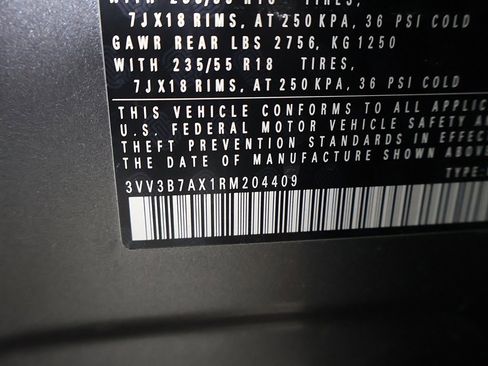 7JX18 RIMS, AT 250 KPA, 36 PSI COLD
GAWR REAR LBS 2756, KG 1250
WITH 235/55 R18 TIRES,
7JX18 RIMS, AT 250 KPA, 36 PSI COLD
THIS VEHICLE CONFORMS TO ALL
U.S. FEDERAL MOTOR VEHICLE SAFETY
THEFT PREVENTION STANDARDS IN
THE DATE OF MANUFACTURE SHOWN ABOVE.
3VV3B7AX1RM204409
TYPE: